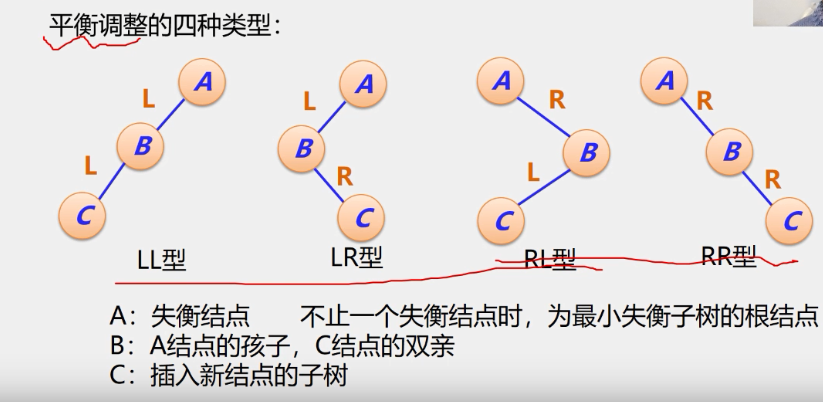 平衡调整的四种类型：
A A A A
L L R R
B B B B
L R L R
C C C C
LL型 LR型 RL型 RR型
A：失衡结点 不止一个失衡结点时，为最小失衡子树的根结点
B：A结点的孩子，C结点的双亲
C：插入新结点的子树